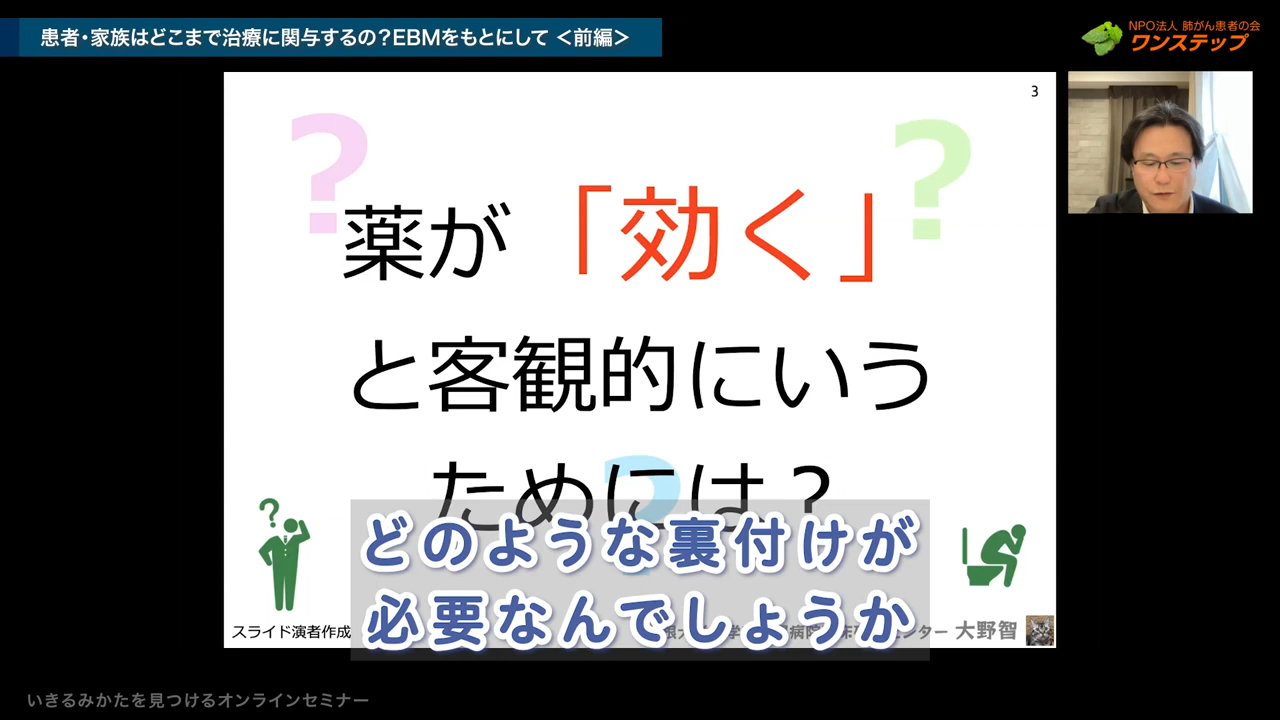 患者・家族はどこまで治療に関与するの？EBMをもとにして ＜前編＞
NPO法人 肺がん患者の会
ワンステップ
3
薬が「効く」
と客観的にいう
ためには？
どのような裏付けが
必要なんでしょうか
スライド演者作成
大野智
いきるみかたを見つけるオンラインセミナー